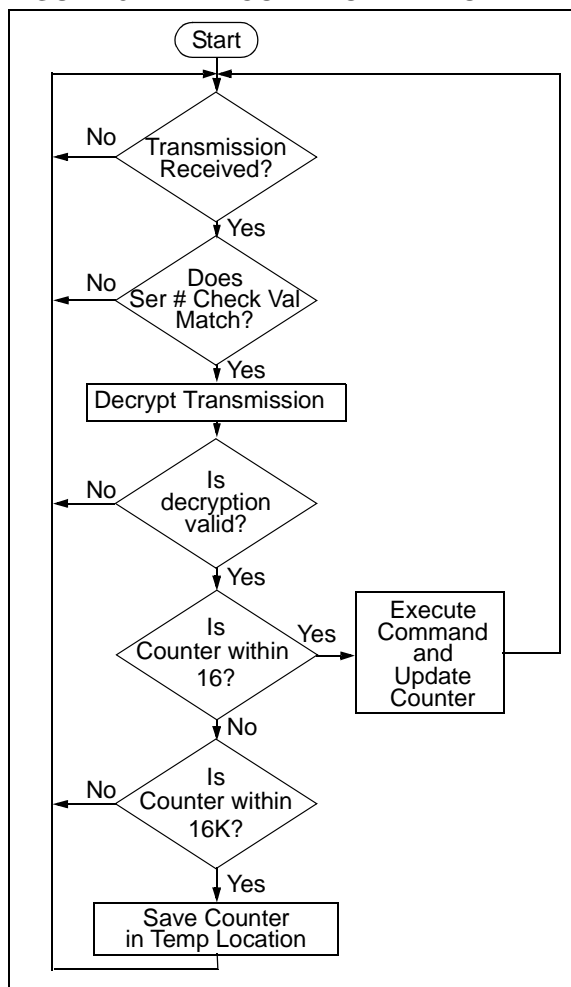 Start
No
Transmission
Received?
Yes
No
Does
Ser # Check Val
Match?
Yes
Decrypt Transmission
No
Is
decryption
valid?
Yes
Is
Counter within
16?
Yes
Execute
Command
and
Update
Counter
No
No
Is
Counter within
16K?
Yes
Save Counter
in Temp Location